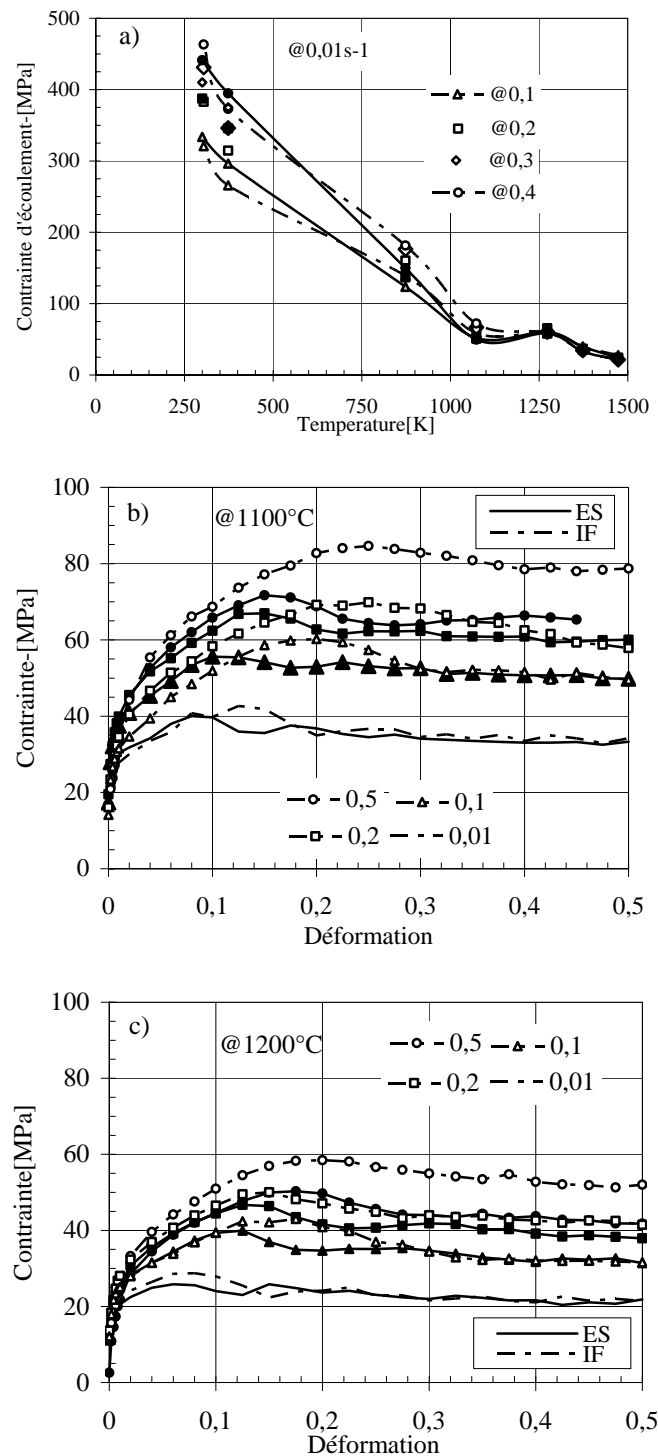 a)
@0,01s-1
@0,1
@0,2
@0,3
@0,4
Contrainte d'écoulement-[MPa]
500
400
300
200
100
0
0 250 500 750 1000 1250 1500
Temperature[K]
b)
@1100°C
ES
IF
Contrainte-[MPa]
100
80
60
40
20
0
0,5 0,1
0,2 0,01
0 0,1 0,2 0,3 0,4 0,5
Déformation
c)
@1200°C
0,5 0,1
0,2 0,01
Contrainte[MPa]
100
80
60
40
20
0
ES
IF
0 0,1 0,2 0,3 0,4 0,5
Déformation